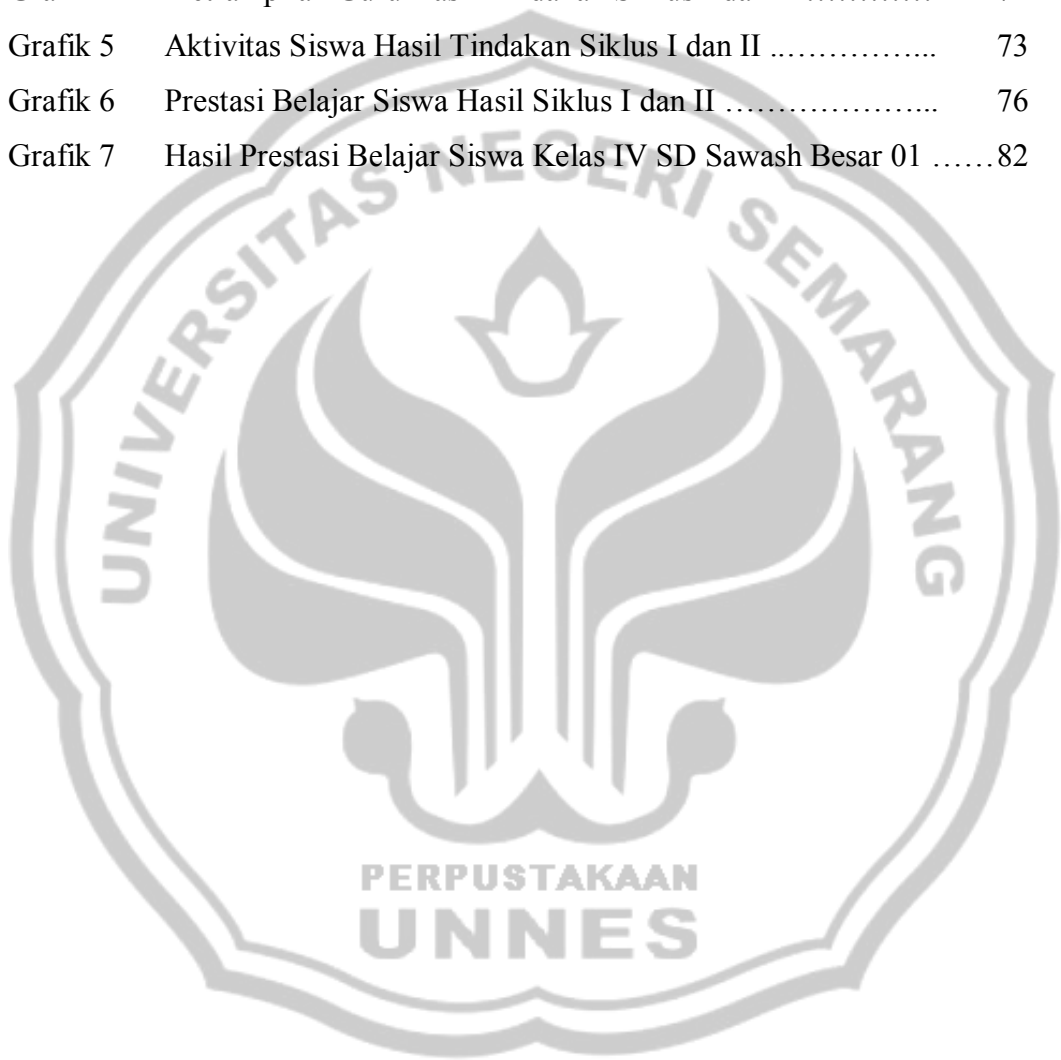 Grafik 5 Aktivitas Siswa Hasil Tindakan Siklus I dan II ..………….... 73
Grafik 6 Prestasi Belajar Siswa Hasil Siklus I dan II ………………... 76
Grafik 7 Hasil Prestasi Belajar Siswa Kelas IV SD Sawash Besar 01 ……82
UNIVERSITAS NEGERI SEMARANG
PERPUSTAKAAN
UNNES